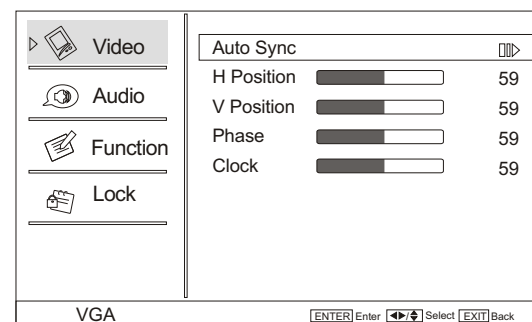 Video
Audio
Function
Lock
Auto Sync
H Position 59
V Position 59
Phase 59
Clock 59
VGA
ENTER Enter ◀▶/▲▼ Select EXIT Back